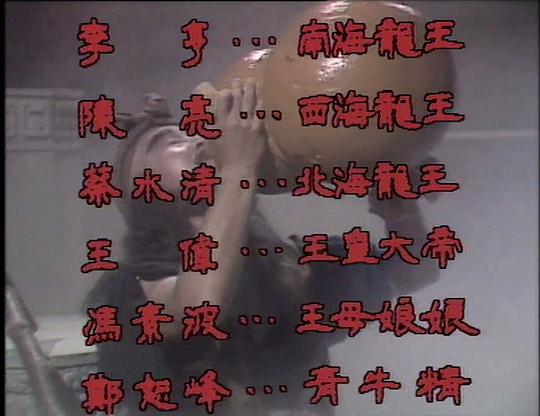 李亨…南海龍王
陳亮…西海龍王
蔡水清…北海龍王
王偉…玉皇大帝
馮素波…王母娘娘
鄭恕峰…青牛精